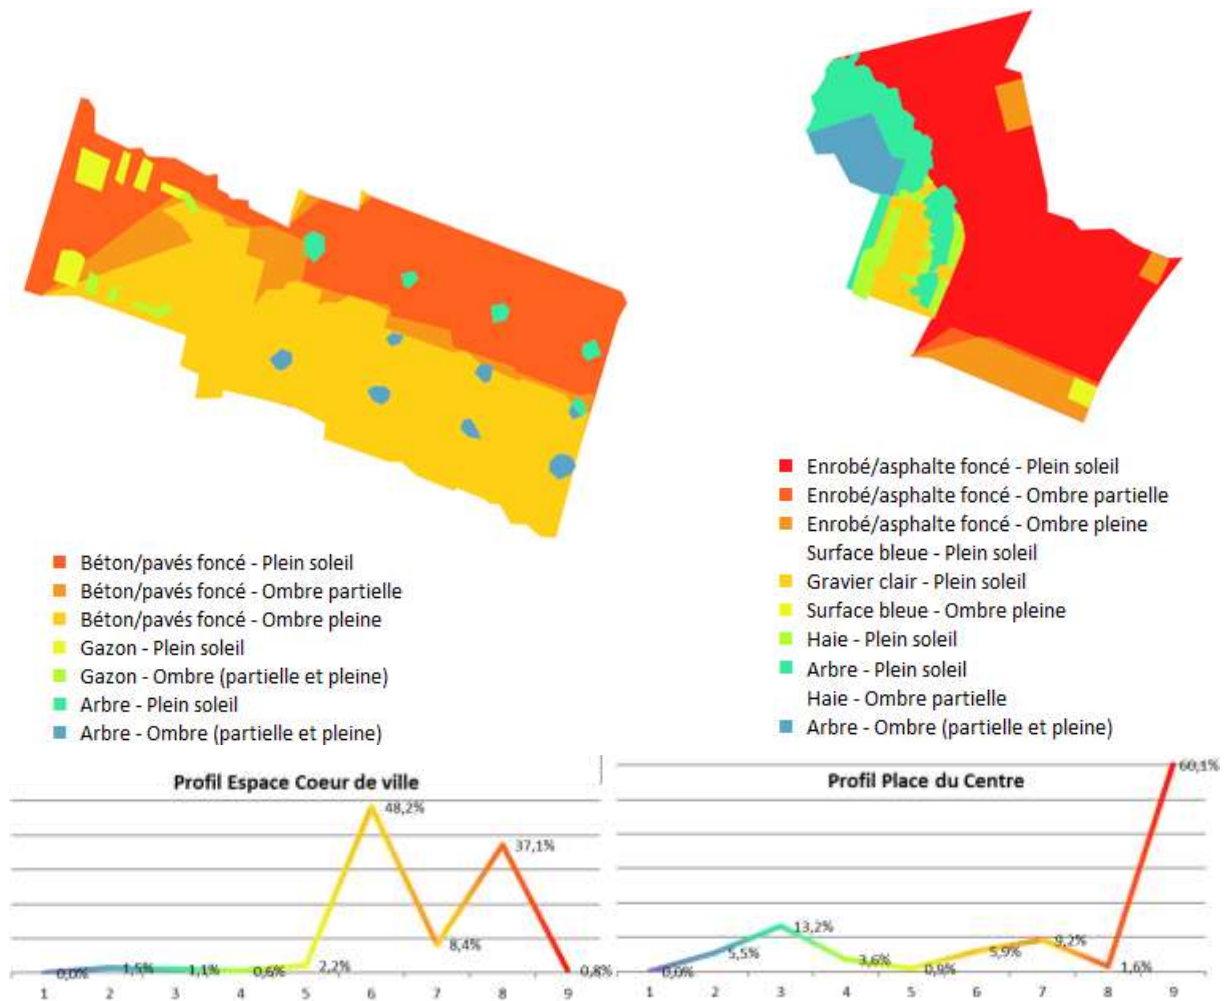 Béton/pavés foncé - Plein soleil
Béton/pavés foncé - Ombre partielle
Béton/pavés foncé - Ombre pleine
Gazon - Plein soleil
Gazon - Ombre (partielle et pleine)
Arbre - Plein soleil
Arbre - Ombre (partielle et pleine)
Enrobé/asphalte foncé - Plein soleil
Enrobé/asphalte foncé - Ombre partielle
Enrobé/asphalte foncé - Ombre pleine
Surface bleue - Plein soleil
Gravier clair - Plein soleil
Surface bleue - Ombre pleine
Haie - Plein soleil
Arbre - Plein soleil
Haie - Ombre partielle
Arbre - Ombre (partielle et pleine)
Profil Espace Coeur de ville
48,2%
37,1%
8,4%
0,0% 1,5% 1,1% 0,6% 2,2% 0,8%
1 2 3 4 5 6 7 8 9
Profil Place du Centre
60,1%
13,2%
0,0% 5,5% 3,6% 0,9% 5,9% 9,2% 1,6%
1 2 3 4 5 6 7 8 9